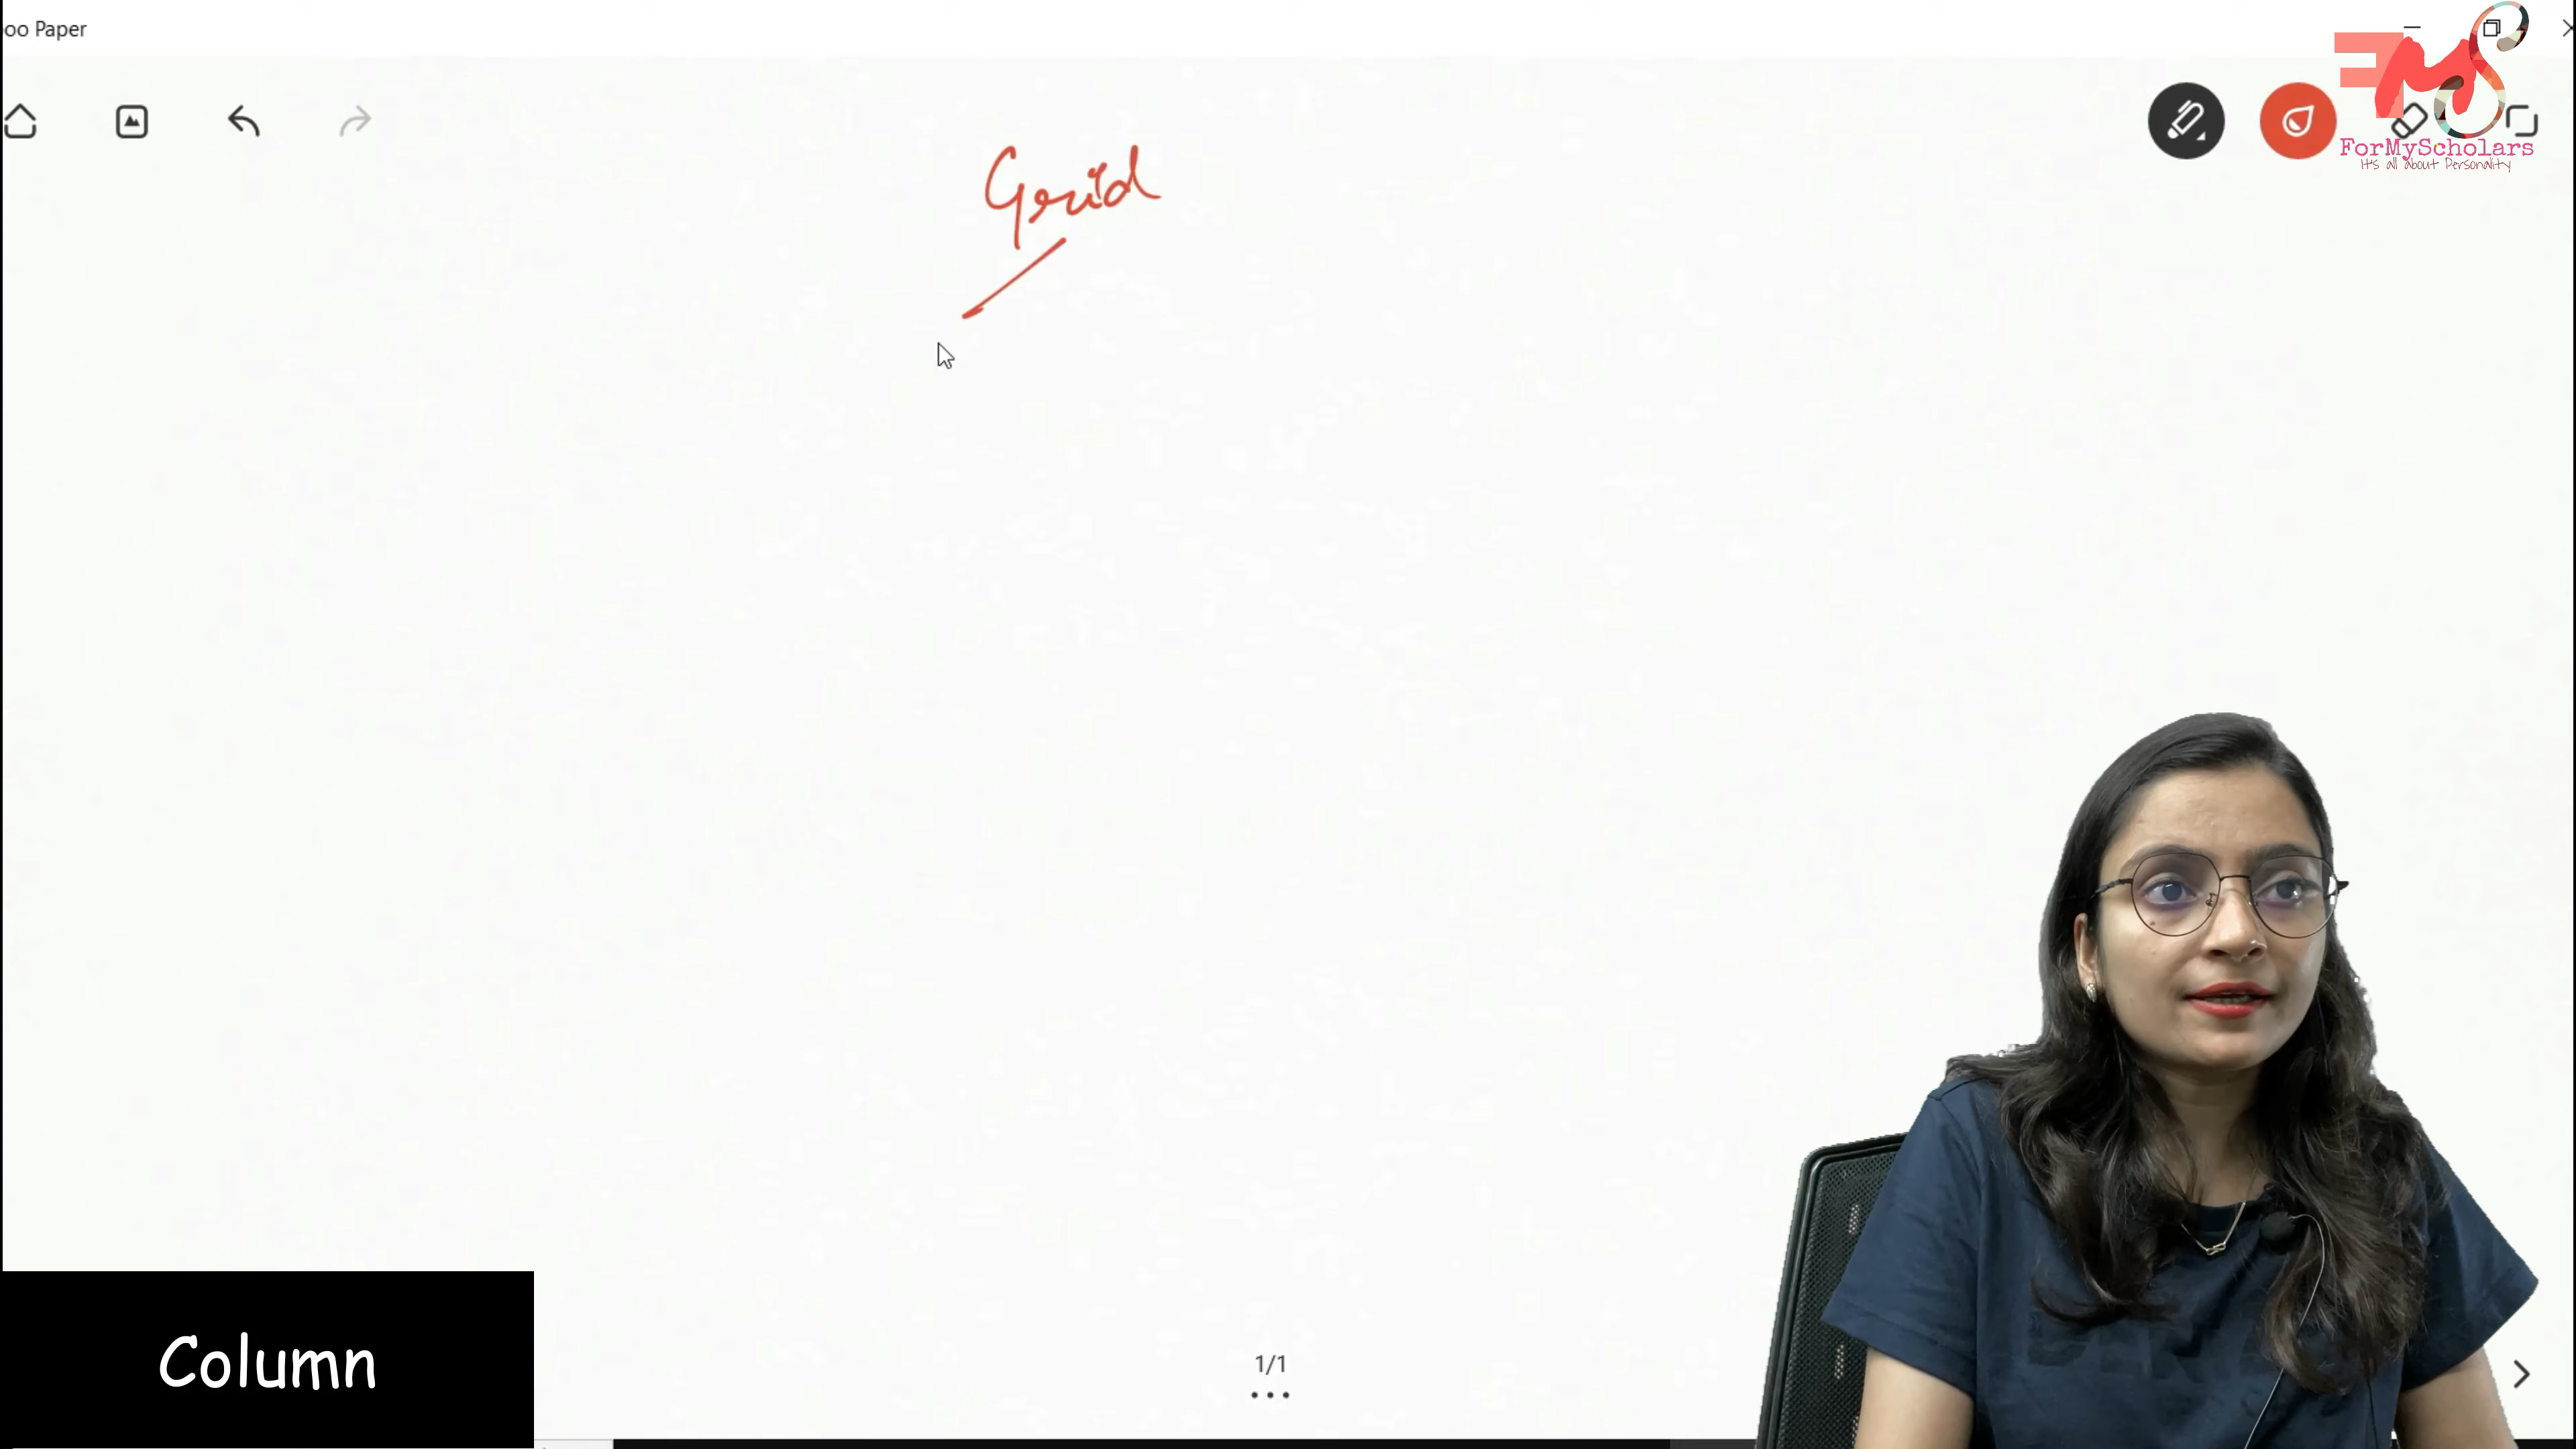 oo Paper
ForMyScholars
It's all about Personality
Grid
Column
1/1